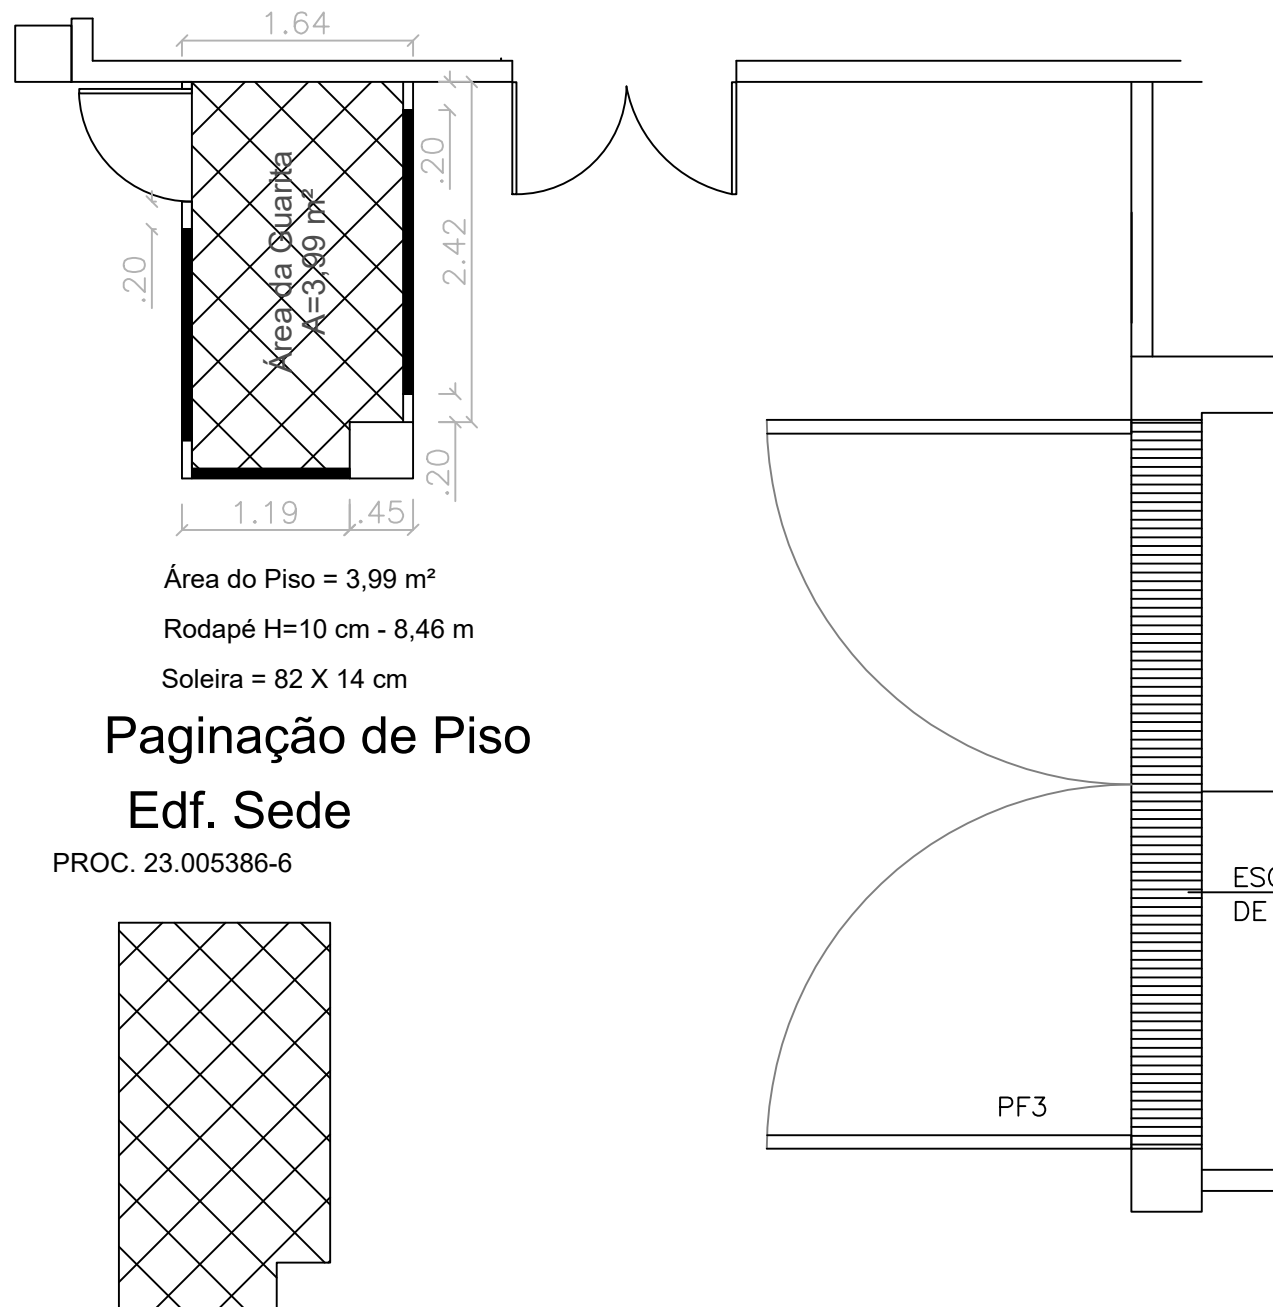 1.64
.20
2.42
.20
Área da Guarita
A=3,99 m²
.20
1.19
.45
Área do Piso = 3,99 m²
Rodapé H=10 cm - 8,46 m
Soleira = 82 X 14 cm
Paginação de Piso
Edf. Sede
PROC. 23.005386-6
DE
PF3